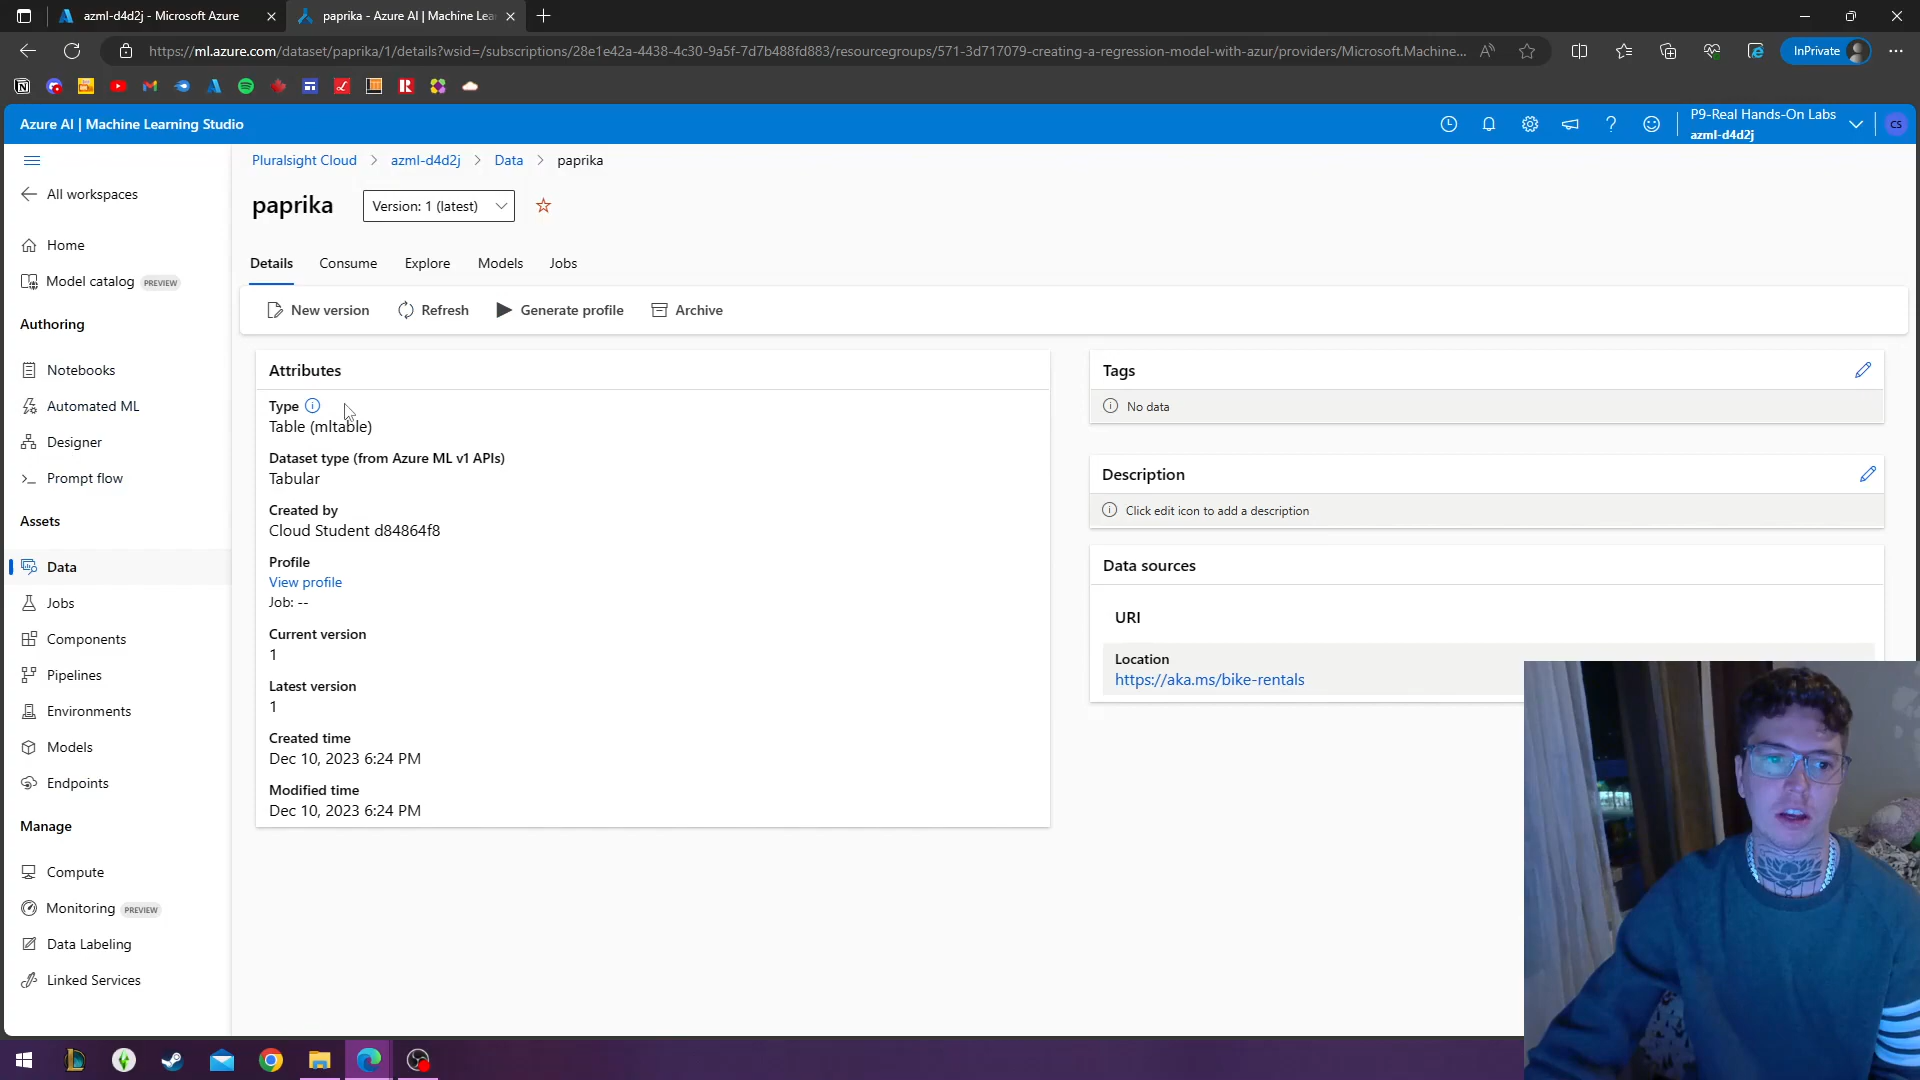 azml-d4d2j - Microsoft Azure
paprika - Azure AI | Machine Lea
https://ml.azure.com/dataset/paprika/1/details?wsid=/subscriptions/28e1e42a-4438-4c30-9a5f-7d7b488fd883/resourcegroups/571-3d717079-creating-a-regression-model-with-azur/providers/Microsoft.Machine...
InPrivate
Azure AI | Machine Learning Studio
P9-Real Hands-On Labs
azml-d4d2j
CS
All workspaces
Home
Model catalog PREVIEW
Authoring
Notebooks
Automated ML
Designer
Prompt flow
Assets
Data
Jobs
Components
Pipelines
Environments
Models
Endpoints
Manage
Compute
Monitoring PREVIEW
Data Labeling
Linked Services
Pluralsight Cloud > azml-d4d2j > Data > paprika
paprika
Version: 1 (latest)
Details Consume Explore Models Jobs
New version Refresh Generate profile Archive
Attributes
Type
Table (mltable)
Dataset type (from Azure ML v1 APIs)
Tabular
Created by
Cloud Student d84864f8
Profile
View profile
Job: --
Current version
1
Latest version
1
Created time
Dec 10, 2023 6:24 PM
Modified time
Dec 10, 2023 6:24 PM
Tags
No data
Description
Click edit icon to add a description
Data sources
URI
Location
https://aka.ms/bike-rentals